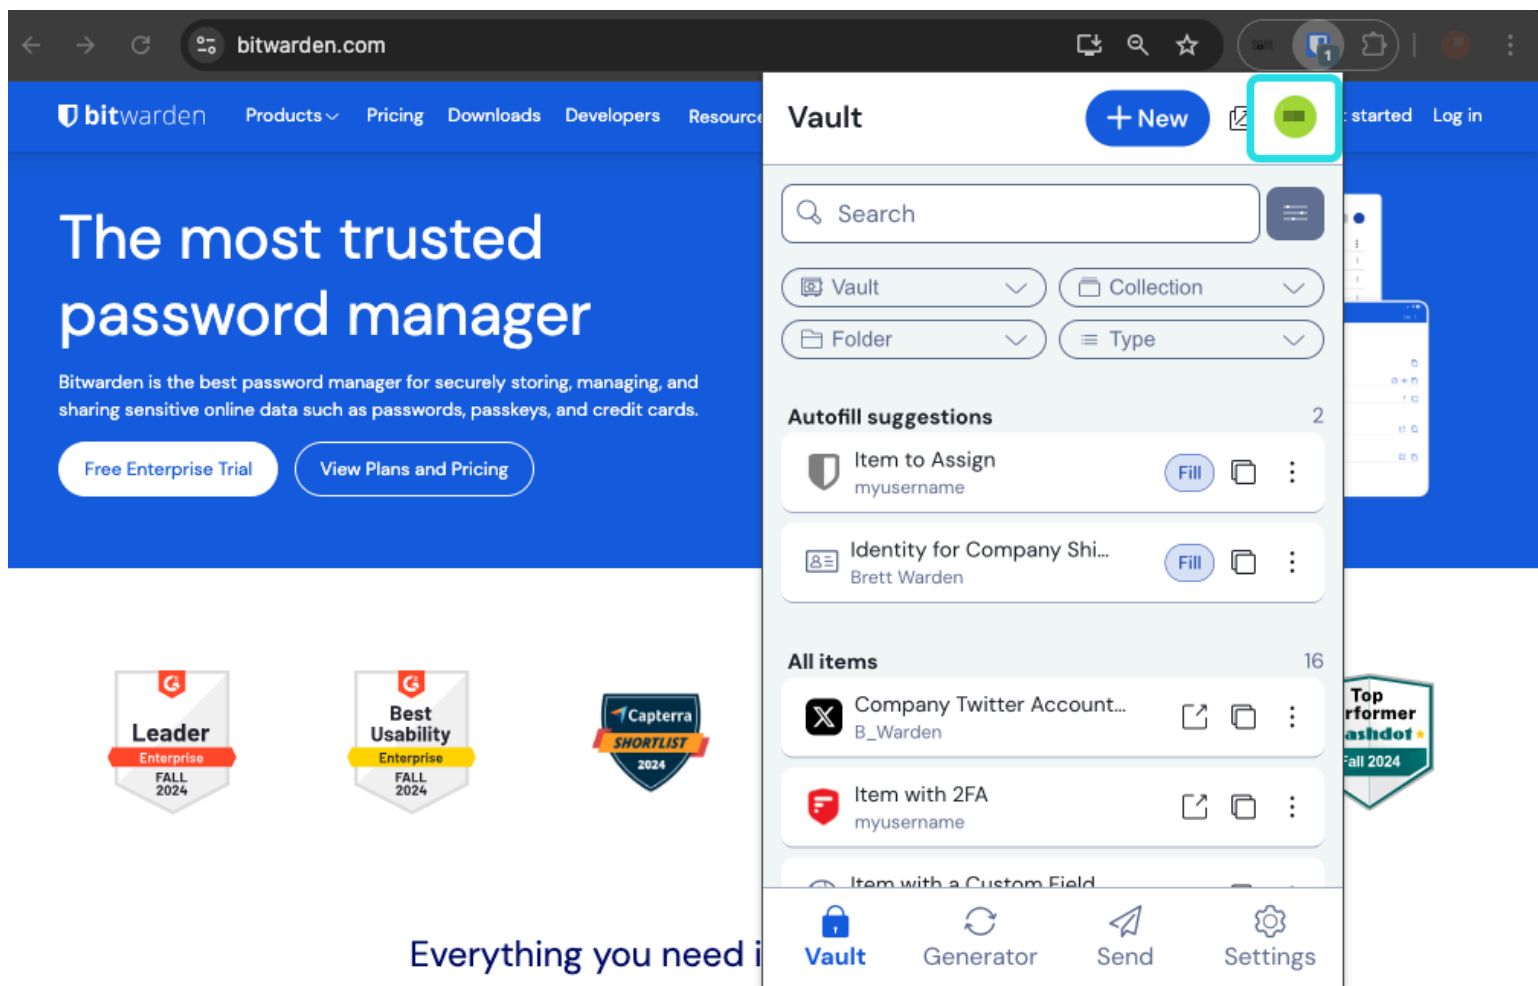 bitwarden.com
1
bitwarden
Products
Pricing
Downloads
Developers
started
Log in
The most trusted
password manager
Bitwarden is the best password manager for securely storing, managing, and
sharing sensitive online data such as passwords, passkeys, and credit cards.
Free Enterprise Trial
View Plans and Pricing
Leader
Enterprise
FALL
2024
Best
Usability
Enterprise
FALL
2024
Capterra
SHORTLIST
2024
Top
2024
Everything you need
Vault
New
Search
Vault
Collection
Folder
Type
Autofill suggestions
2
Item to Assign
myusername
Fill
Identity for Company Shi...
Brett Warden
Fill
All items
16
Company Twitter Account...
B_Warden
Item with 2FA
myusername
Item with a Custom Field
Vault
Generator
Send
Settings